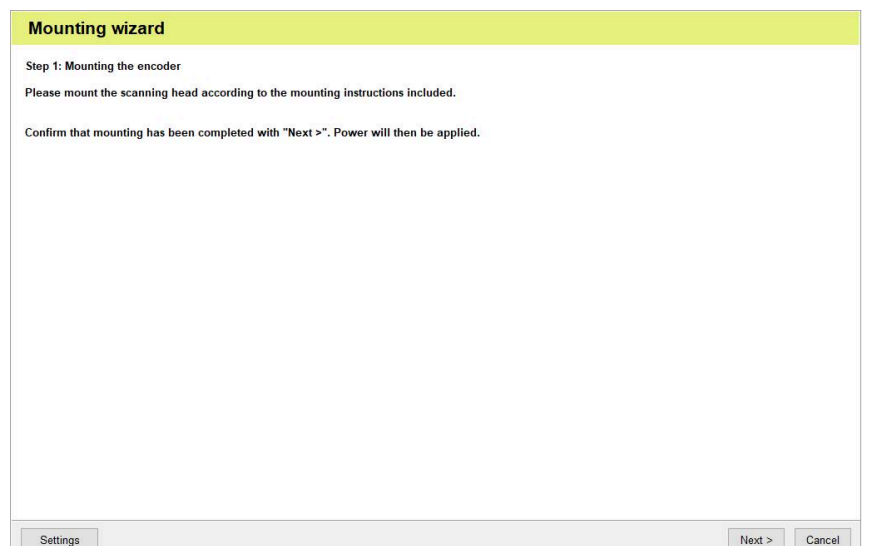 Mounting wizard
Step 1: Mounting the encoder
Please mount the scanning head according to the mounting instructions included.
Confirm that mounting has been completed with "Next >". Power will then be applied.
Settings Next > Cancel